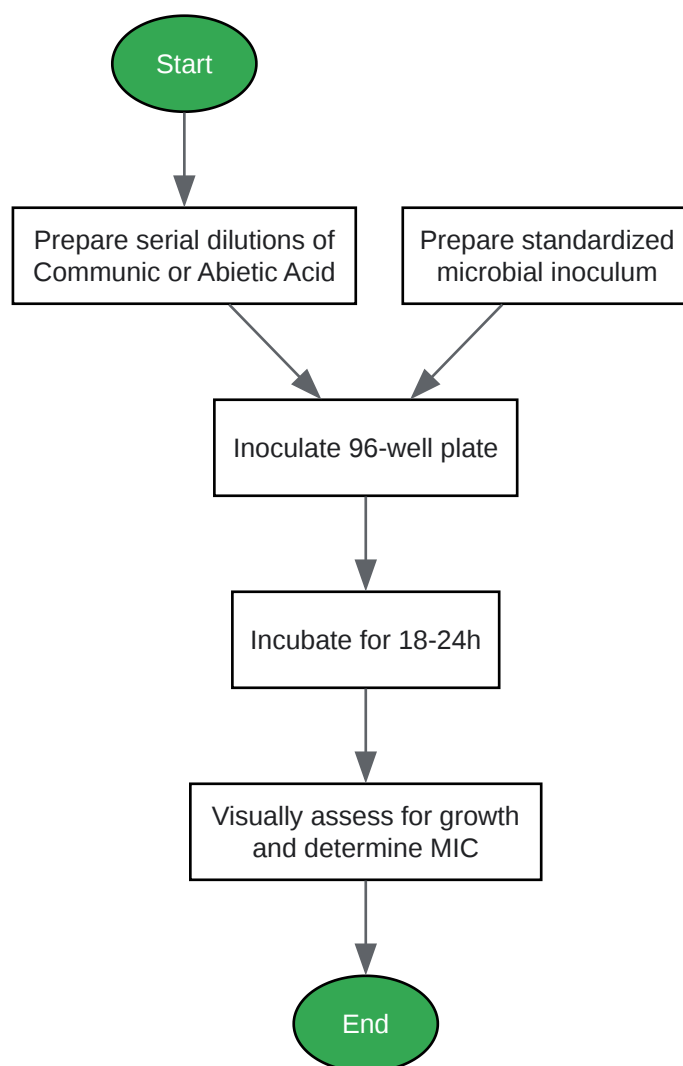 Start
Prepare serial dilutions of
Communic or Abietic Acid
Prepare standardized
microbial inoculum
Inoculate 96-well plate
Incubate for 18-24h
Visually assess for growth
and determine MIC
End